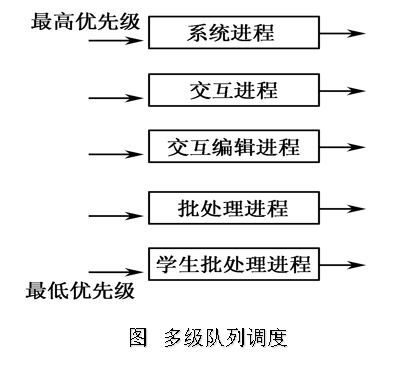 最高优先级
系统进程
交互进程
交互编辑进程
批处理进程
学生批处理进程
最低优先级
图 多级队列调度